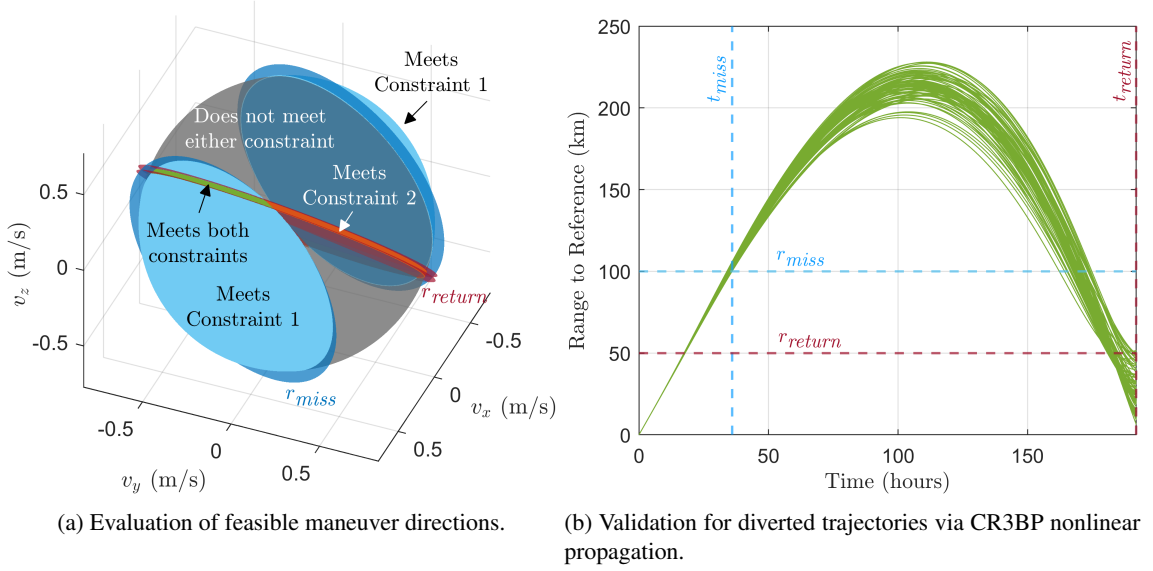 Meets
Constraint 1
Does not meet
either constraint
Meets
Constraint 2
Meets both
constraints
Meets
Constraint 1
r_return
r_miss
0.5
0
-0.5
v_z (m/s)
-0.5
0
0.5
v_y (m/s)
-0.5
0
0.5
v_x (m/s)
(a) Evaluation of feasible maneuver directions.
250
200
150
100
50
0
Range to Reference (km)
t_miss
t_return
r_miss
r_return
0
50
100
150
Time (hours)
(b) Validation for diverted trajectories via CR3BP nonlinear
propagation.